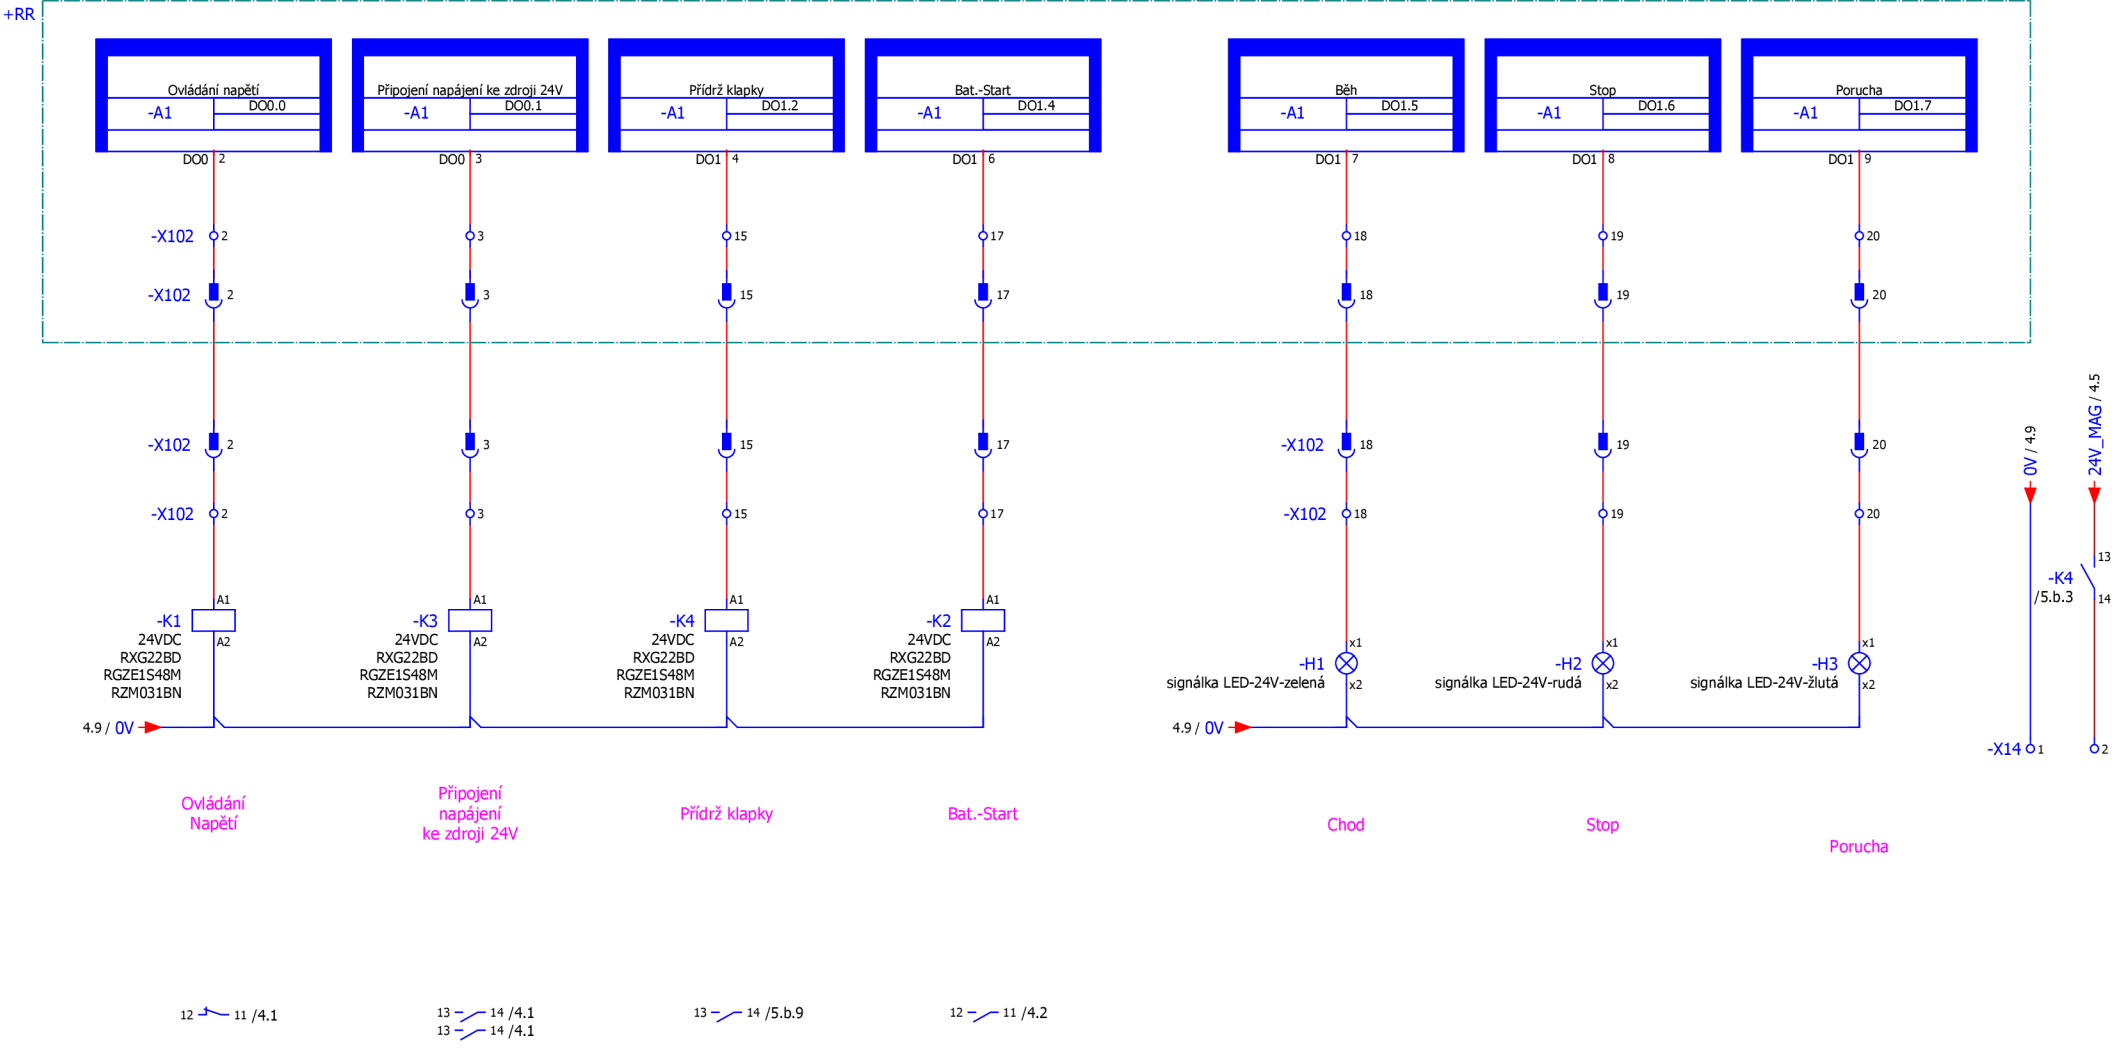 +RR
Ovládání napětí
Připojení napájení ke zdroji 24V
Přídrž klapky
Bat.-Start
Běh
Stop
Porucha
-A1 DO0.0
-A1 DO0.1
-A1 DO1.2
-A1 DO1.4
-A1 DO1.5
-A1 DO1.6
-A1 DO1.7
DO0 2
DO0 3
DO1 4
DO1 6
DO1 7
DO1 8
DO1 9
-X102 2 3 15 17 18 19 20
-X102 2 3 15 17 18 19 20
-X102 2 3 15 17
-X102 18 19 20
-X102 2 3 15 17
-X102 18 19 20
0V / 4.9
24V_MAG / 4.5
A1
-K1
24VDC
A2
RXG22BD
RGZE1S48M
RZM031BN
A1
-K3
24VDC
A2
RXG22BD
RGZE1S48M
RZM031BN
A1
-K4
24VDC
A2
RXG22BD
RGZE1S48M
RZM031BN
A1
-K2
24VDC
A2
RXG22BD
RGZE1S48M
RZM031BN
x1
-H1
signálka LED-24V-zelená x2
x1
-H2
signálka LED-24V-rudá x2
x1
-H3
signálka LED-24V-žlutá x2
13
-K4
/5.b.3 14
4.9 / 0V
4.9 / 0V
-X14 1 2
Ovládání
Napětí
Připojení
napájení
ke zdroji 24V
Přídrž klapky
Bat.-Start
Chod
Stop
Porucha
12 11 /4.1
13 14 /4.1
13 14 /4.1
13 14 /5.b.9
12 11 /4.2